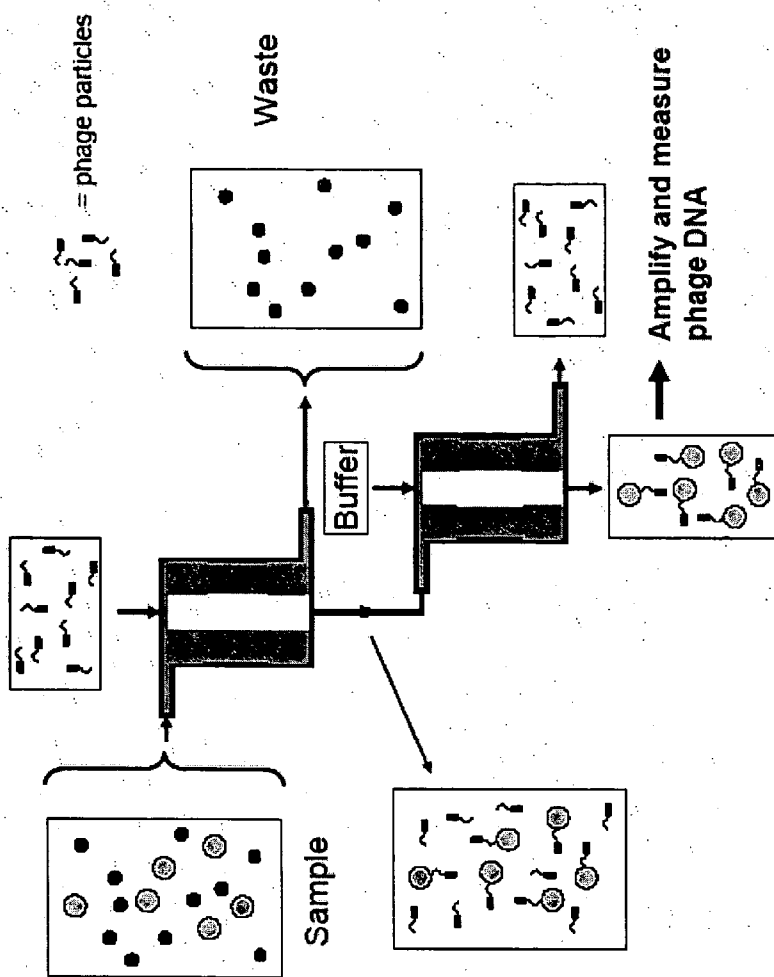 = phage particles
Waste
Buffer
Sample
Amplify and measure
phage DNA